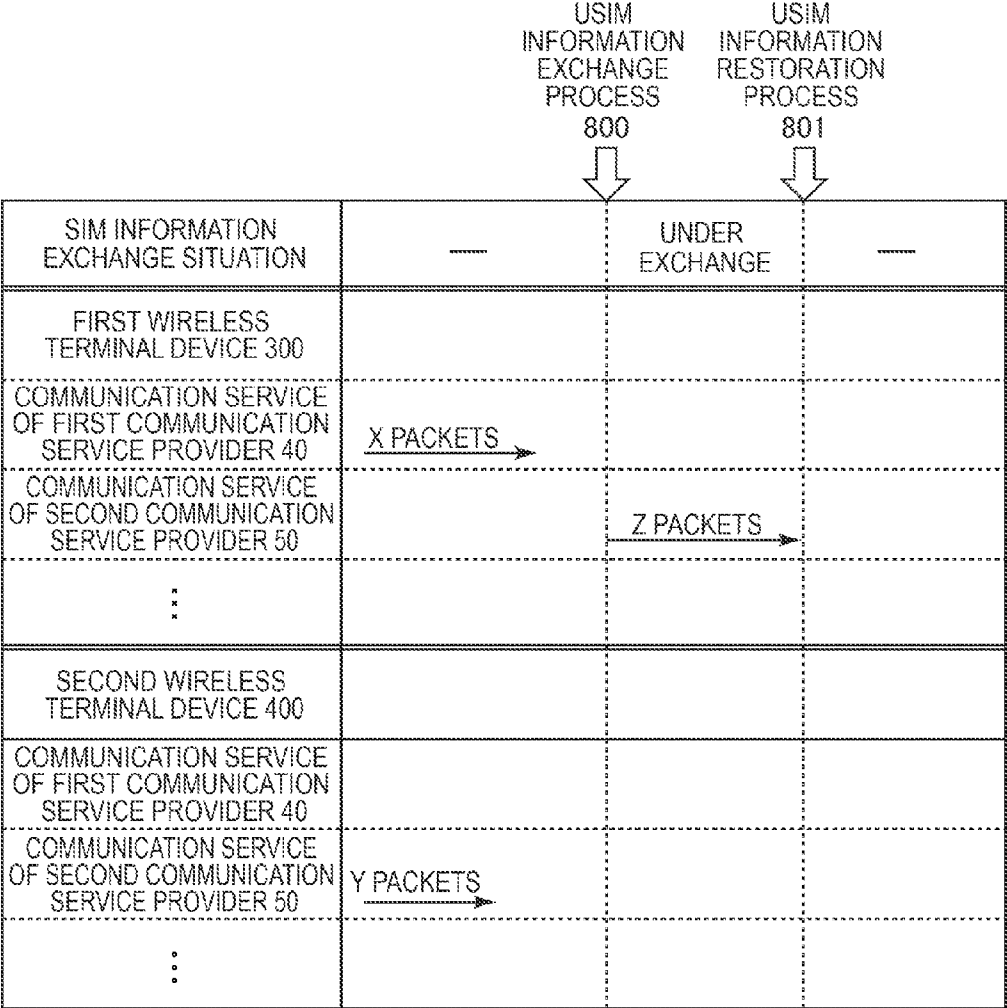 USIM
INFORMATION
EXCHANGE
PROCESS
800
USIM
INFORMATION
RESTORATION
PROCESS
801
SIM INFORMATION
EXCHANGE SITUATION
—
UNDER
EXCHANGE
—
FIRST WIRELESS
TERMINAL DEVICE 300
COMMUNICATION SERVICE
OF FIRST COMMUNICATION
SERVICE PROVIDER 40
X PACKETS
COMMUNICATION SERVICE
OF SECOND COMMUNICATION
SERVICE PROVIDER 50
Z PACKETS
⋮
SECOND WIRELESS
TERMINAL DEVICE 400
COMMUNICATION SERVICE
OF FIRST COMMUNICATION
SERVICE PROVIDER 40
COMMUNICATION SERVICE
OF SECOND COMMUNICATION
SERVICE PROVIDER 50
Y PACKETS
⋮